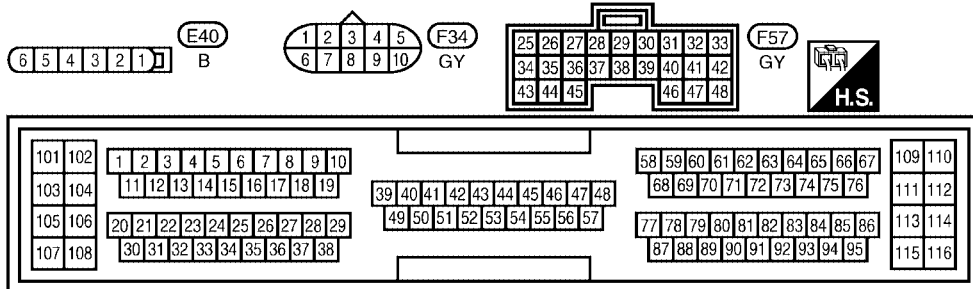 6 5 4 3 2 1
E40
B
1 2 3 4 5
6 7 8 9 10
F34
GY
25 26 27 28 29 30 31 32 33
34 35 36 37 38 39 40 41 42
43 44 45 46 47 48
F57
GY
H.S.
101 102
103 104
105 106
107 108
1 2 3 4 5 6 7 8 9 10
11 12 13 14 15 16 17 18 19
20 21 22 23 24 25 26 27 28 29
30 31 32 33 34 35 36 37 38
39 40 41 42 43 44 45 46 47 48
49 50 51 52 53 54 55 56 57
58 59 60 61 62 63 64 65 66 67
68 69 70 71 72 73 74 75 76
77 78 79 80 81 82 83 84 85 86
87 88 89 90 91 92 93 94 95
109 110
111 112
113 114
115 116